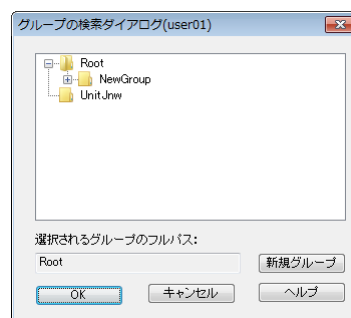 グループの検索ダイアログ(user01)
Root
NewGroup
UnitJnw
選択されるグループのフルパス:
Root
新規グループ
OK
キャンセル
ヘルプ